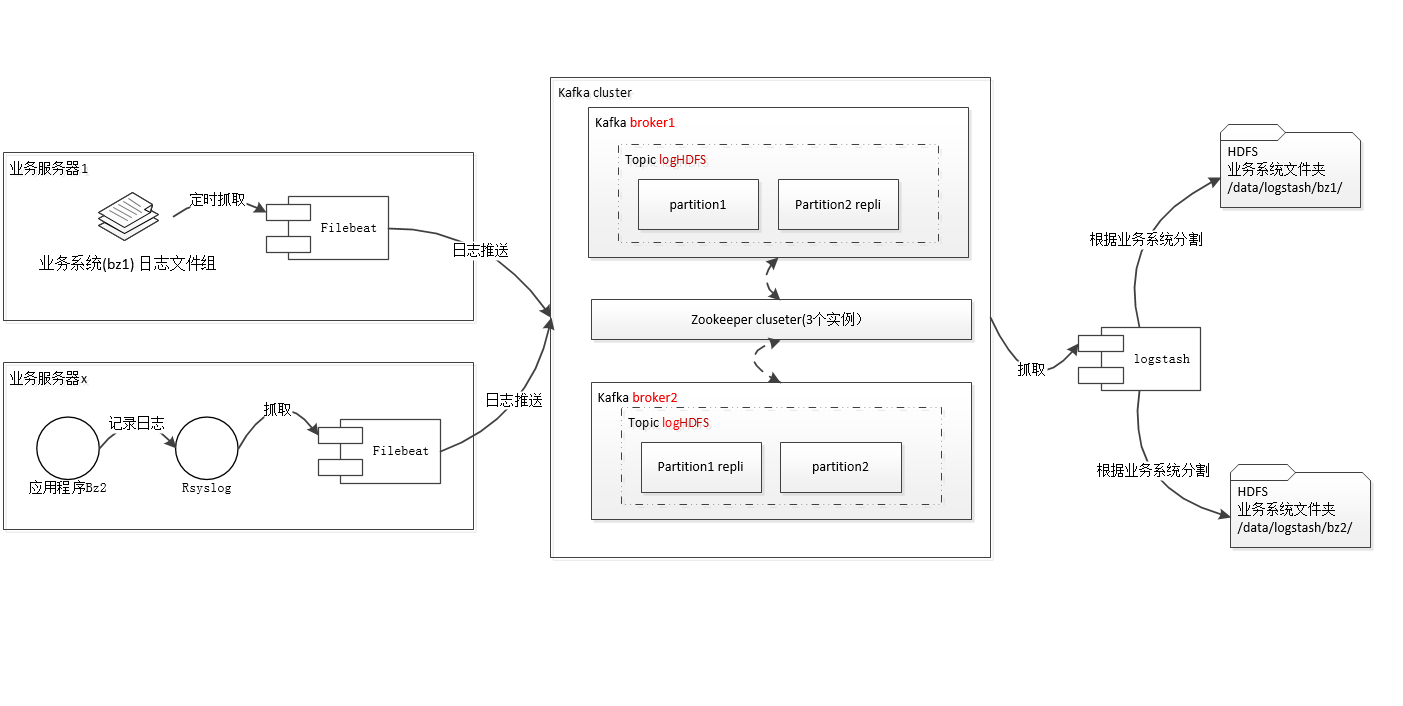 业务服务器1
定时抓取
Filebeat
业务系统(bz1) 日志文件组
日志推送
业务服务器x
记录日志
抓取
Filebeat
应用程序Bz2
Rsyslog
日志推送
Kafka cluster
Kafka broker1
Topic logHDFS
partition1
Partition2 repli
Zookeeper cluseter(3个实例)
Kafka broker2
Topic logHDFS
Partition1 repli
partition2
抓取
logstash
根据业务系统分割
HDFS
业务系统文件夹
/data/logstash/bz1/
根据业务系统分割
HDFS
业务系统文件夹
/data/logstash/bz2/